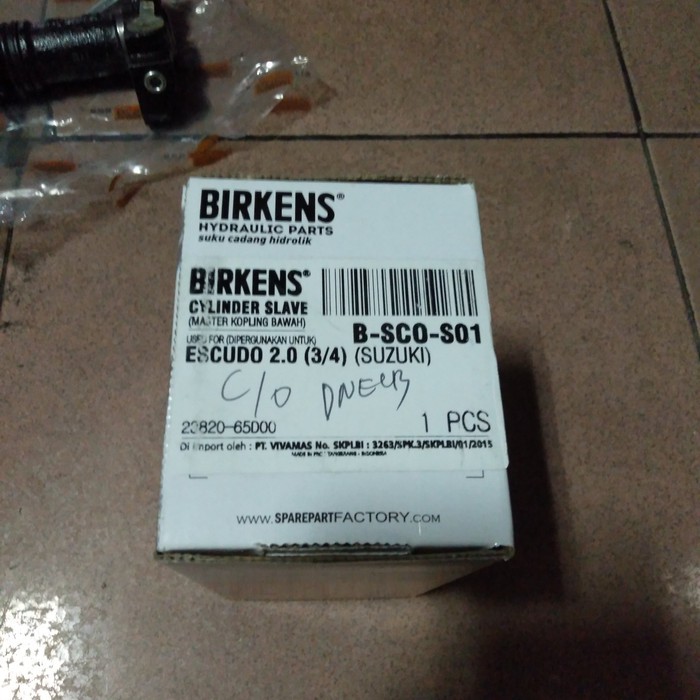 BIRKENS®
HYDRAULIC PARTS
suku cadang hidrolik
BIRKENS®
CYLINDER SLAVE
(MASTER KOPLING BAWAH)
B-SCO-S01
USED FOR (DIPERGUNAKAN UNTUK)
ESCUDO 2.0 (3/4) (SUZUKI)
C/O
23820-65D00
1 PCS
Di Import oleh : PT. VIVAMAS No. SKPLBI : 3263/SPK.3/SKPLBI/01/2015
WWW.SPAREPARTFACTORY.COM